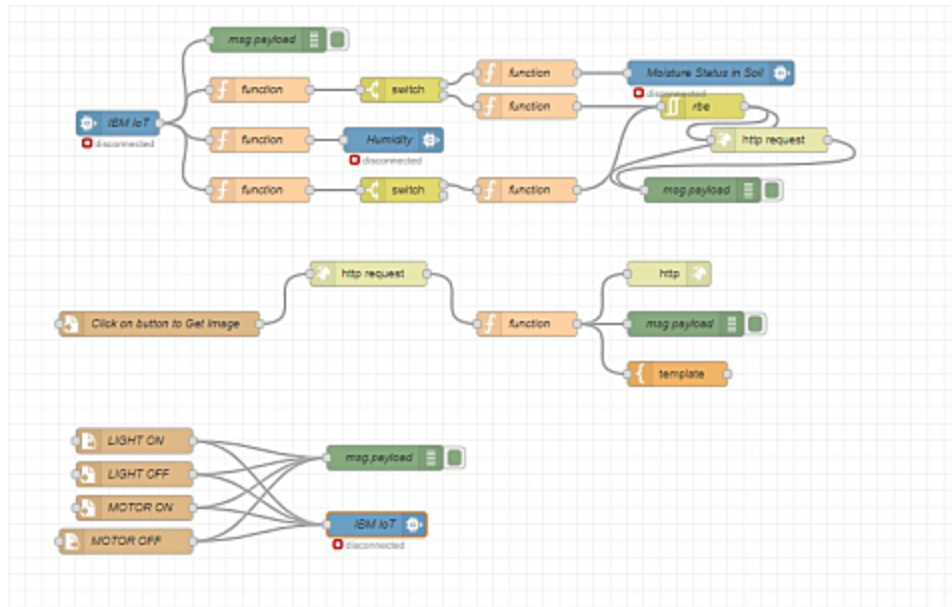 msg.payload
function
switch
function
Moisture Status in Soil
disconnected
function
rbe
IBM IoT
disconnected
function
Humidity
disconnected
http request
function
switch
function
msg.payload
http request
http
Click on button to Get Image
function
msg.payload
template
LIGHT ON
msg.payload
LIGHT OFF
MOTOR ON
IBM IoT
disconnected
MOTOR OFF